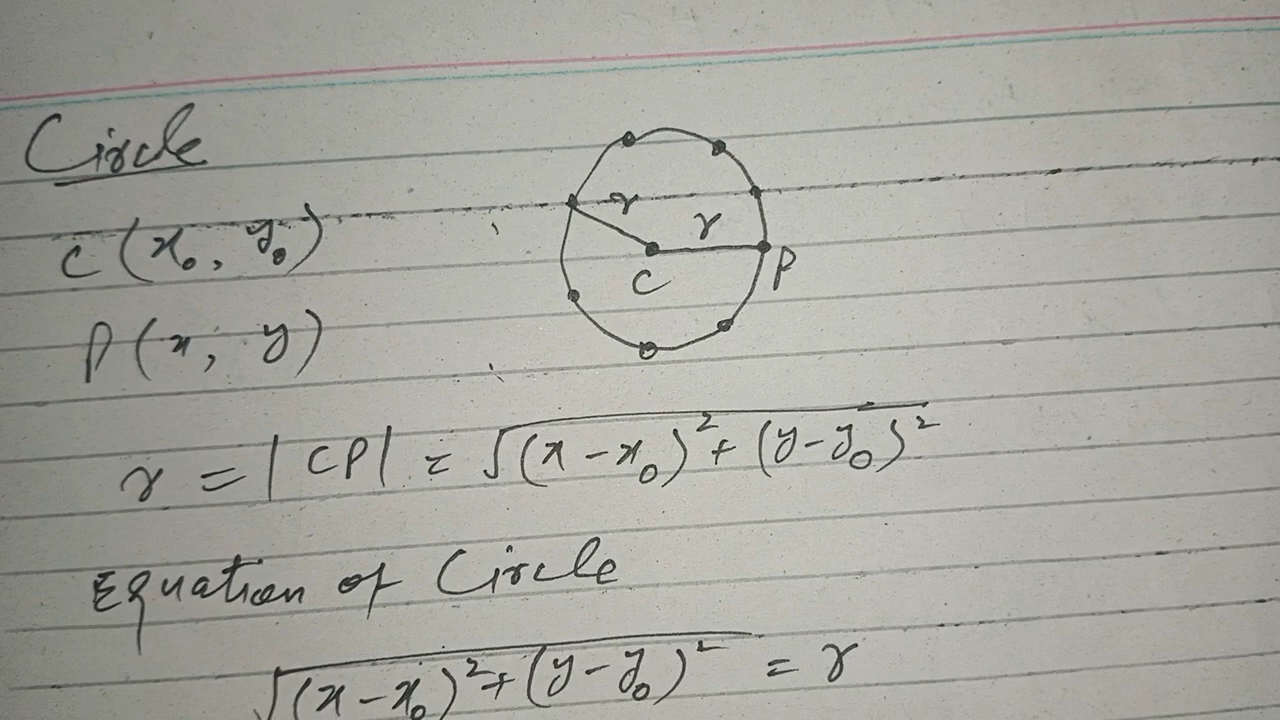 Circle
C (x₀, y₀)
P (x, y)
r r
C P
r = |CP| = √(x - x₀)² + (y - y₀)²
Equation of Circle
√(x - x₀)² + (y - y₀)² = r